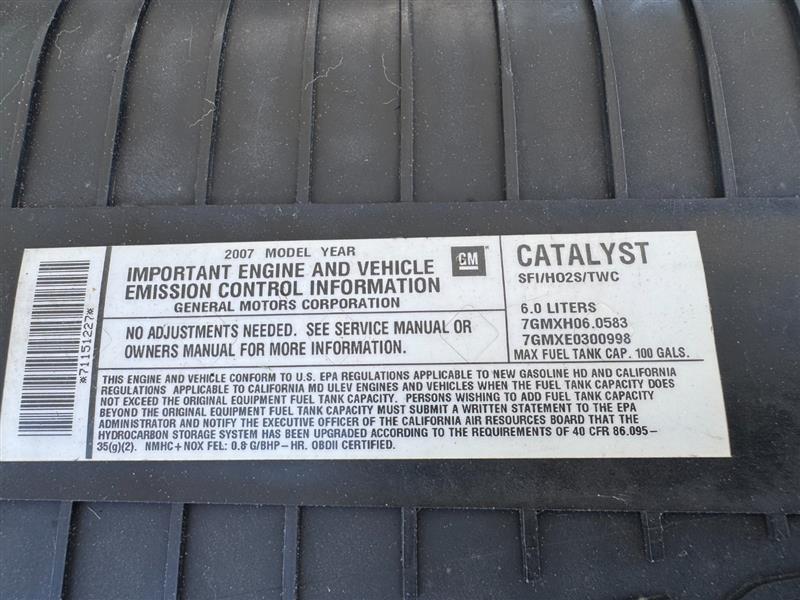 *71151227*
2007 MODEL YEAR
IMPORTANT ENGINE AND VEHICLE
EMISSION CONTROL INFORMATION
GENERAL MOTORS CORPORATION
GM
NO ADJUSTMENTS NEEDED. SEE SERVICE MANUAL OR
OWNERS MANUAL FOR MORE INFORMATION.
CATALYST
SFI/HO2S/TWC
6.0 LITERS
7GMXH06.0583
7GMXE0300998
MAX FUEL TANK CAP. 100 GALS.
THIS ENGINE AND VEHICLE CONFORM TO U.S. EPA REGULATIONS APPLICABLE TO NEW GASOLINE HD AND CALIFORNIA
REGULATIONS APPLICABLE TO CALIFORNIA MD ULEV ENGINES AND VEHICLES WHEN THE FUEL TANK CAPACITY DOES
NOT EXCEED THE ORIGINAL EQUIPMENT FUEL TANK CAPACITY. PERSONS WISHING TO ADD FUEL TANK CAPACITY
BEYOND THE ORIGINAL EQUIPMENT FUEL TANK CAPACITY MUST SUBMIT A WRITTEN STATEMENT TO THE EPA
ADMINISTRATOR AND NOTIFY THE EXECUTIVE OFFICER OF THE CALIFORNIA AIR RESOURCES BOARD THAT THE
HYDROCARBON STORAGE SYSTEM HAS BEEN UPGRADED ACCORDING TO THE REQUIREMENTS OF 40 CFR 86.095-
35(g)(2). NMHC+NOX FEL: 0.8 G/BHP-HR. OBDII CERTIFIED.